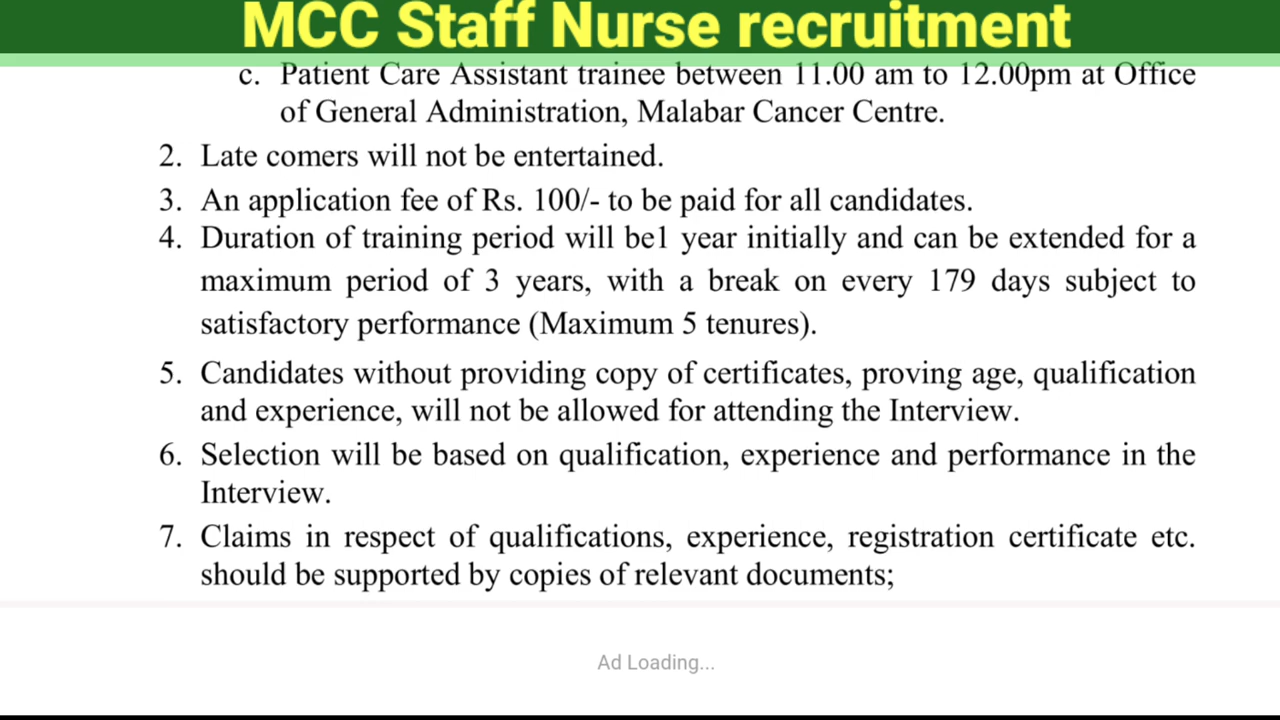 MCC Staff Nurse recruitment
c. Patient Care Assistant trainee between 11.00 am to 12.00pm at Office
of General Administration, Malabar Cancer Centre.
2. Late comers will not be entertained.
3. An application fee of Rs. 100/- to be paid for all candidates.
4. Duration of training period will be1 year initially and can be extended for a
maximum period of 3 years, with a break on every 179 days subject to
satisfactory performance (Maximum 5 tenures).
5. Candidates without providing copy of certificates, proving age, qualification
and experience, will not be allowed for attending the Interview.
6. Selection will be based on qualification, experience and performance in the
Interview.
7. Claims in respect of qualifications, experience, registration certificate etc.
should be supported by copies of relevant documents;
Ad Loading...